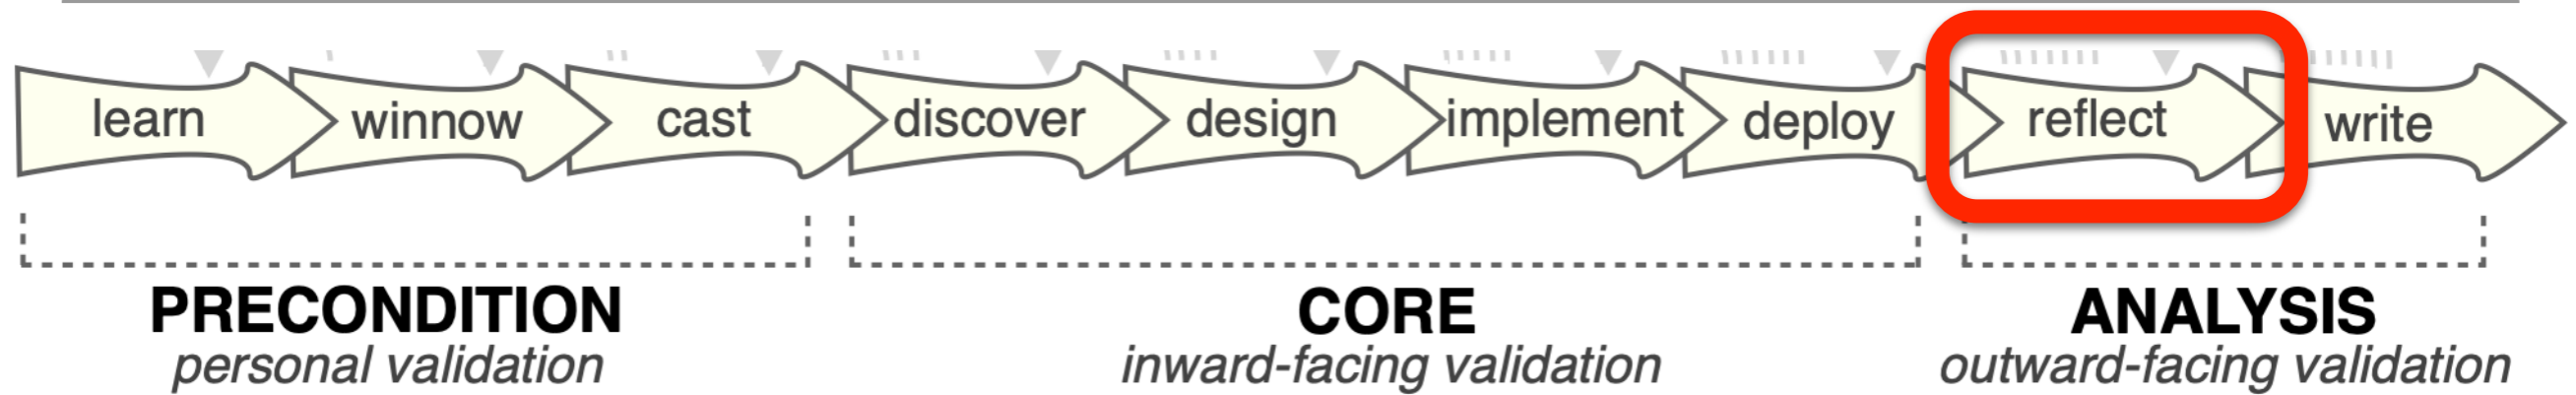 learn winnow cast discover design implement deploy reflect write
PRECONDITION CORE ANALYSIS
personal validation inward-facing validation outward-facing validation